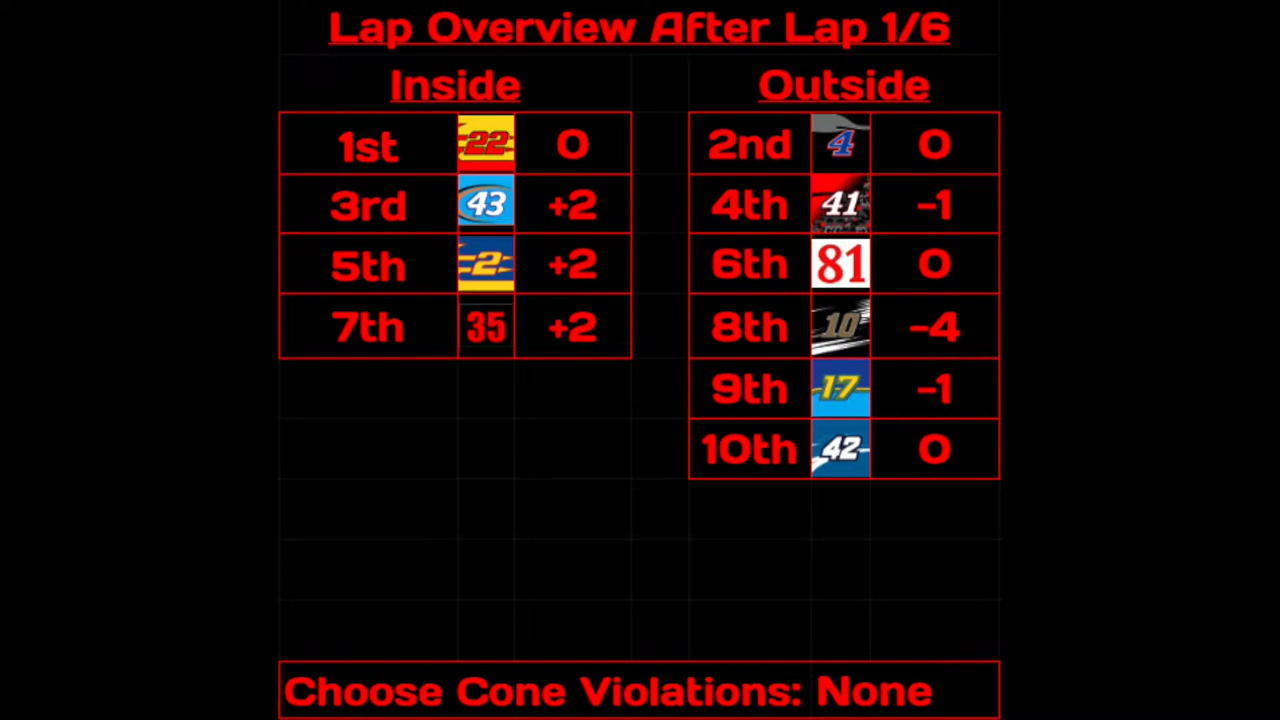 Lap Overview After Lap 1/6
Inside Outside
1st 22 0 2nd 4 0
3rd 43 +2 4th 41 -1
5th 2 +2 6th 81 0
7th 35 +2 8th 10 -4
9th 17 -1
10th 42 0
Choose Cone Violations: None